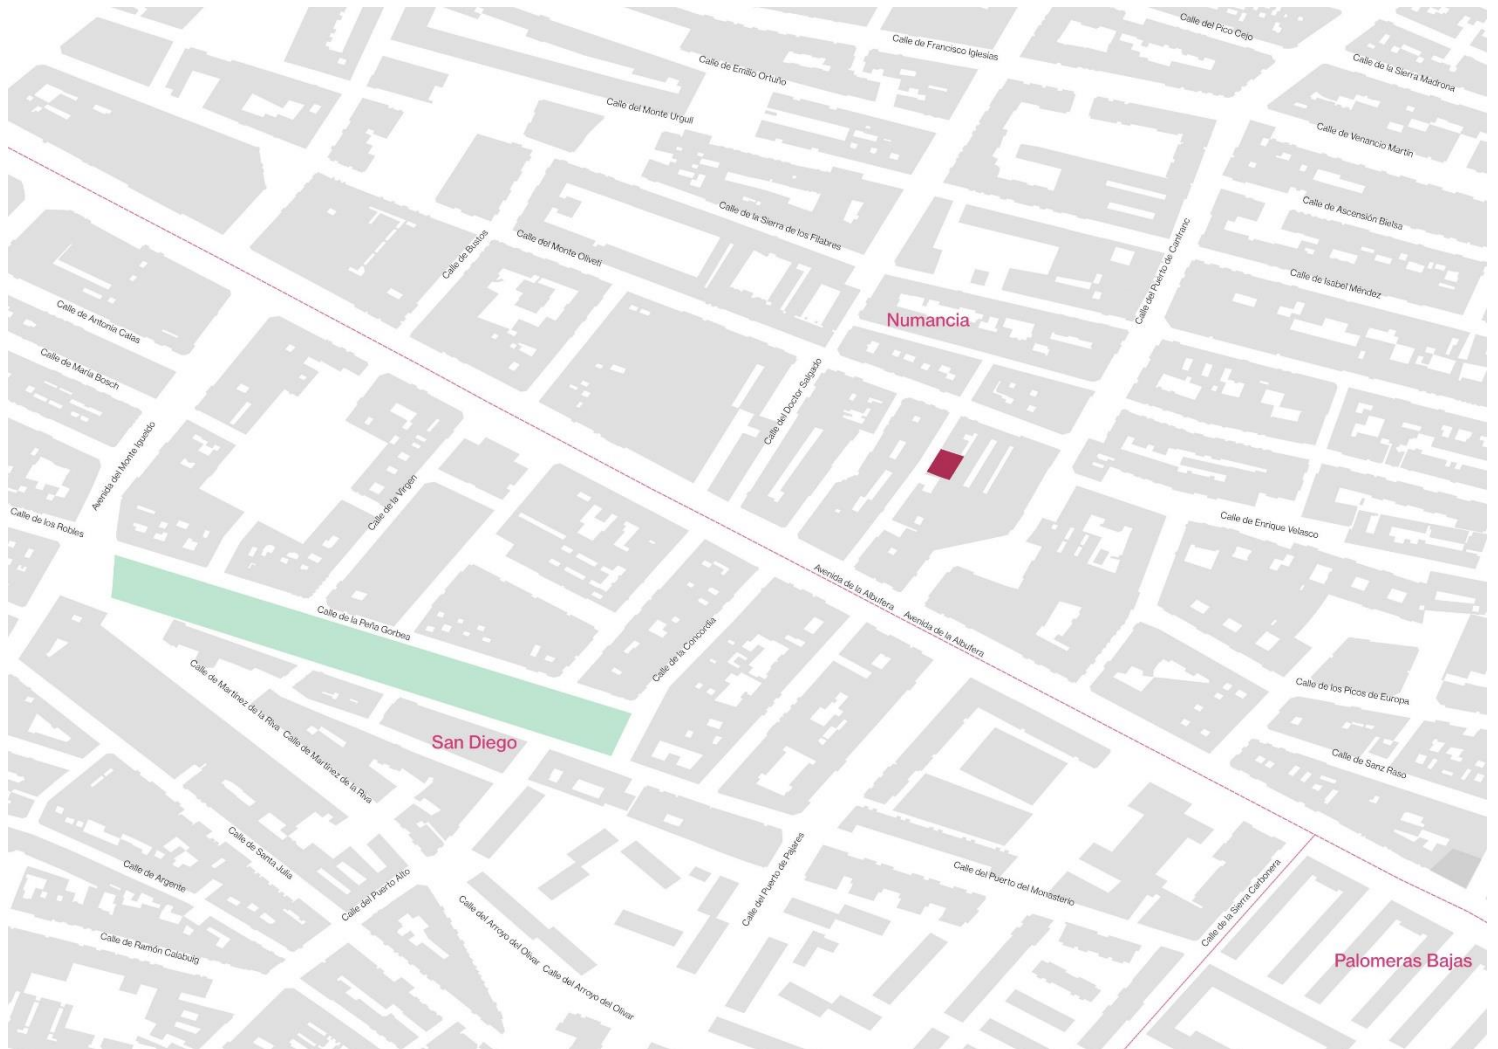 Calle del Pico Cejo
Calle de Francisco Iglesias
Calle de la Sierra Madrona
Calle de Emilio Ortuño
Calle del Monte Urgull
Calle de Venancio Martín
Calle de Ascensión Bielsa
Calle de la Sierra de los Filabres
Calle de Bustos
Calle del Monte Oliveti
Calle del Puerto de Canfranc
Calle de Isabel Méndez
Calle de Antonia Calas
Numancia
Calle de María Bosch
Calle del Doctor Salgado
Avenida del Monte Igueldo
Calle de la Virgen
Calle de los Robles
Calle de Enrique Velasco
Avenida de la Albufera
Avenida de la Albufera
Calle de la Peña Gorbea
Calle de la Concordia
Calle de los Picos de Europa
Calle de Martínez de la Riva
Calle de Martínez de la Riva
San Diego
Calle de Sanz Raso
Calle de Santa Julia
Calle de Argente
Calle del Puerto Alto
Calle del Puerto de Pajares
Calle del Puerto del Monasterio
Calle de la Sierra Carbonera
Calle de Ramón Calabuig
Calle del Arroyo del Olivar
Calle del Arroyo del Olivar
Palomeras Bajas